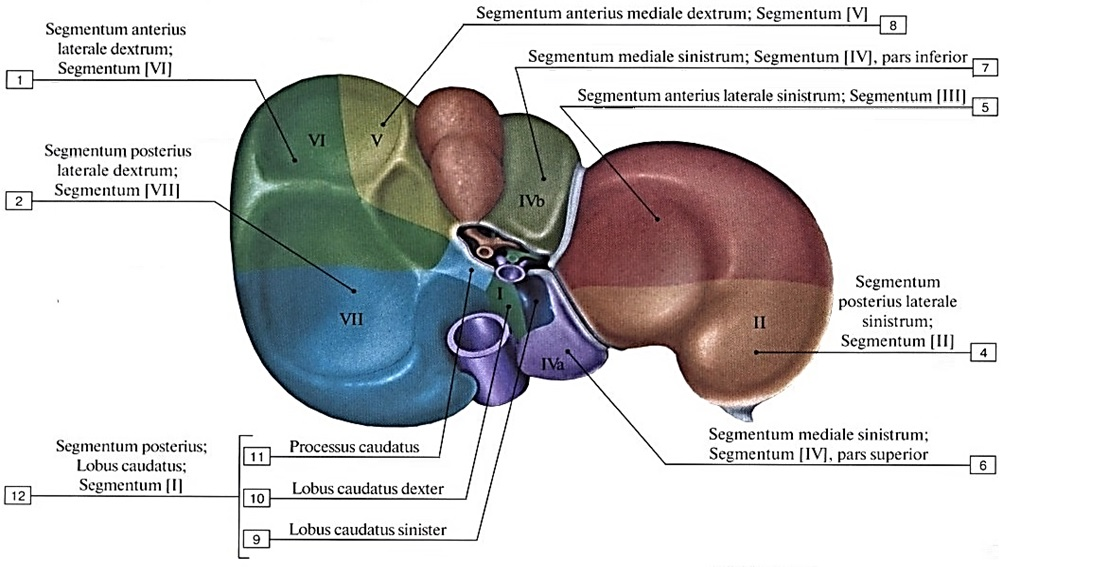 Segmentum anterius mediale dextrum; Segmentum [V]
8
Segmentum anterius
laterale dextrum;
Segmentum [VI]
1
Segmentum mediale sinistrum; Segmentum [IV], pars inferior
7
Segmentum anterius laterale sinistrum; Segmentum [III]
5
VI
V
Segmentum posterius
laterale dextrum;
Segmentum [VII]
2
IVb
I
VII
II
IVa
Segmentum
posterius laterale
sinistrum;
Segmentum [II]
4
Segmentum mediale sinistrum;
Segmentum [IV], pars superior
6
Segmentum posterius;
Lobus caudatus;
Segmentum [I]
12
Processus caudatus
11
Lobus caudatus dexter
10
Lobus caudatus sinister
9